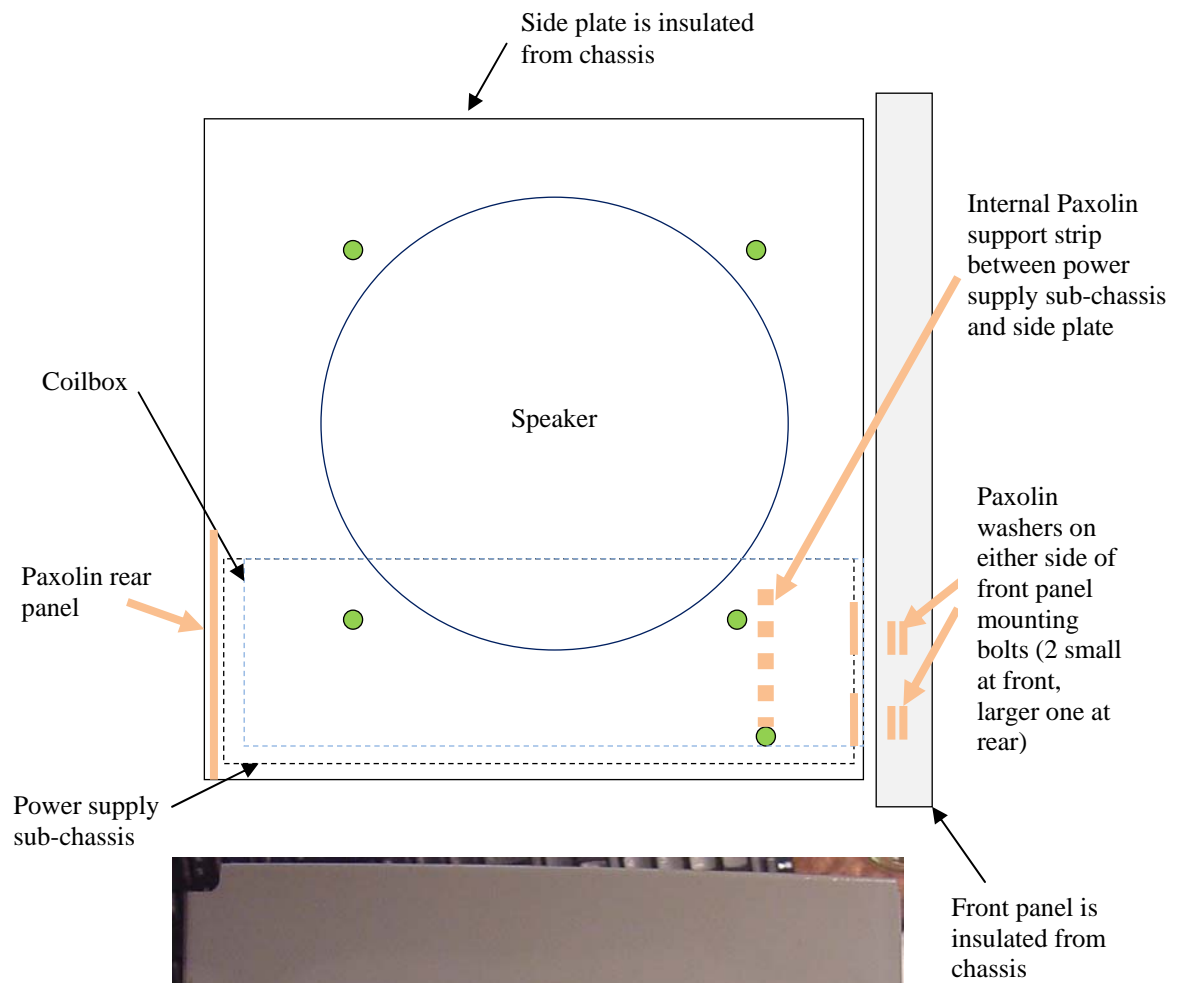 Side plate is insulated
from chassis
Internal Paxolin
support strip
between power
supply sub-chassis
and side plate
Coilbox
Speaker
Paxolin
washers on
either side of
front panel
mounting
bolts (2 small
at front,
larger one at
rear)
Paxolin rear
panel
Power supply
sub-chassis
Front panel is
insulated from
chassis